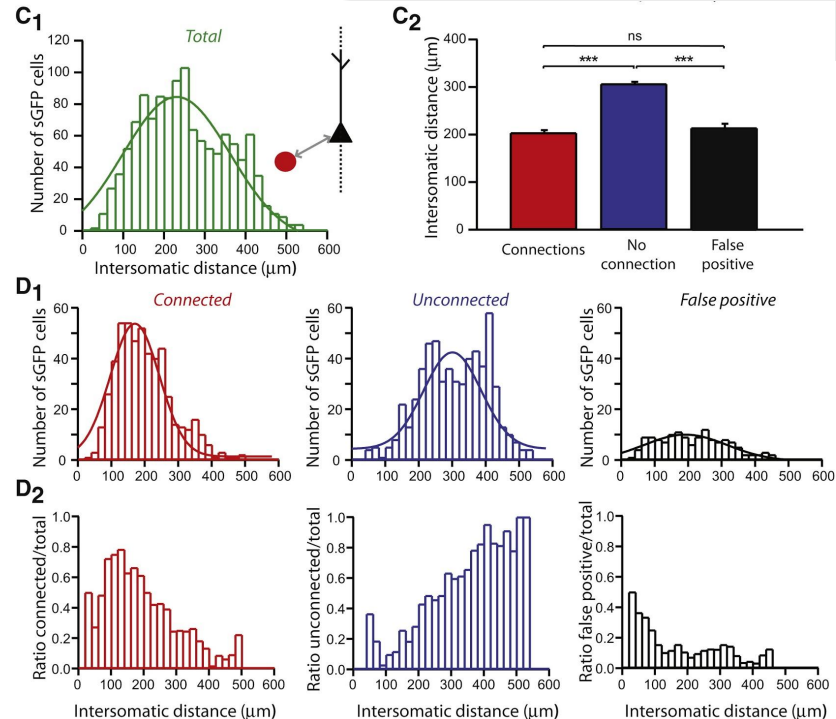 C1
Total
Number of sGFP cells
120
100
80
60
40
20
0
0 100 200 300 400 500 600
Intersomatic distance (μm)
C2
Intersomatic distance (μm)
400
300
200
100
0
ns
*** ***
Connections
No
connection
False
positive
D1
Connected
Number of sGFP cells
60
40
20
0
0 100 200 300 400 500 600
Unconnected
Number of sGFP cells
60
40
20
0
0 100 200 300 400 500 600
False positive
Number of sGFP cells
60
40
20
0
0 100 200 300 400 500 600
D2
Ratio connected/total
1.0
0.8
0.6
0.4
0.2
0.0
0 100 200 300 400 500 600
Intersomatic distance (μm)
Ratio unconnected/total
1.0
0.8
0.6
0.4
0.2
0.0
0 100 200 300 400 500 600
Intersomatic distance (μm)
Ratio false positive/total
1.0
0.8
0.6
0.4
0.2
0.0
0 100 200 300 400 500 600
Intersomatic distance (μm)